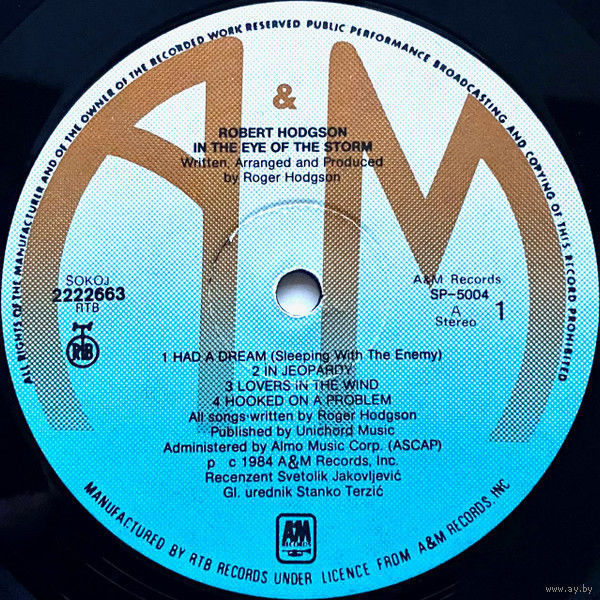 ALL RIGHTS OF THE MANUFACTURER AND OF THE OWNER OF THE RECORDED WORK RESERVED PUBLIC PERFORMANCE BROADCASTING AND COPYING OF THIS RECORD PROHIBITED
A & M
ROBERT HODGSON
IN THE EYE OF THE STORM
Written, Arranged and Produced
by Roger Hodgson
SOKOJ
2222663
RTB
RTB
A&M Records
SP-5004
A
Stereo
1
1 HAD A DREAM (Sleeping With The Enemy)
2 IN JEOPARDY
3 LOVERS IN THE WIND
4 HOOKED ON A PROBLEM
All songs written by Roger Hodgson
Published by Unichord Music
Administered by Almo Music Corp. (ASCAP)
p c 1984 A&M Records, Inc.
Recenzent Svetolik Jakovljević
Gl. urednik Stanko Terzić
A&M
RECORDS
MANUFACTURED BY RTB RECORDS UNDER LICENCE FROM A&M RECORDS, INC
www.ay.by